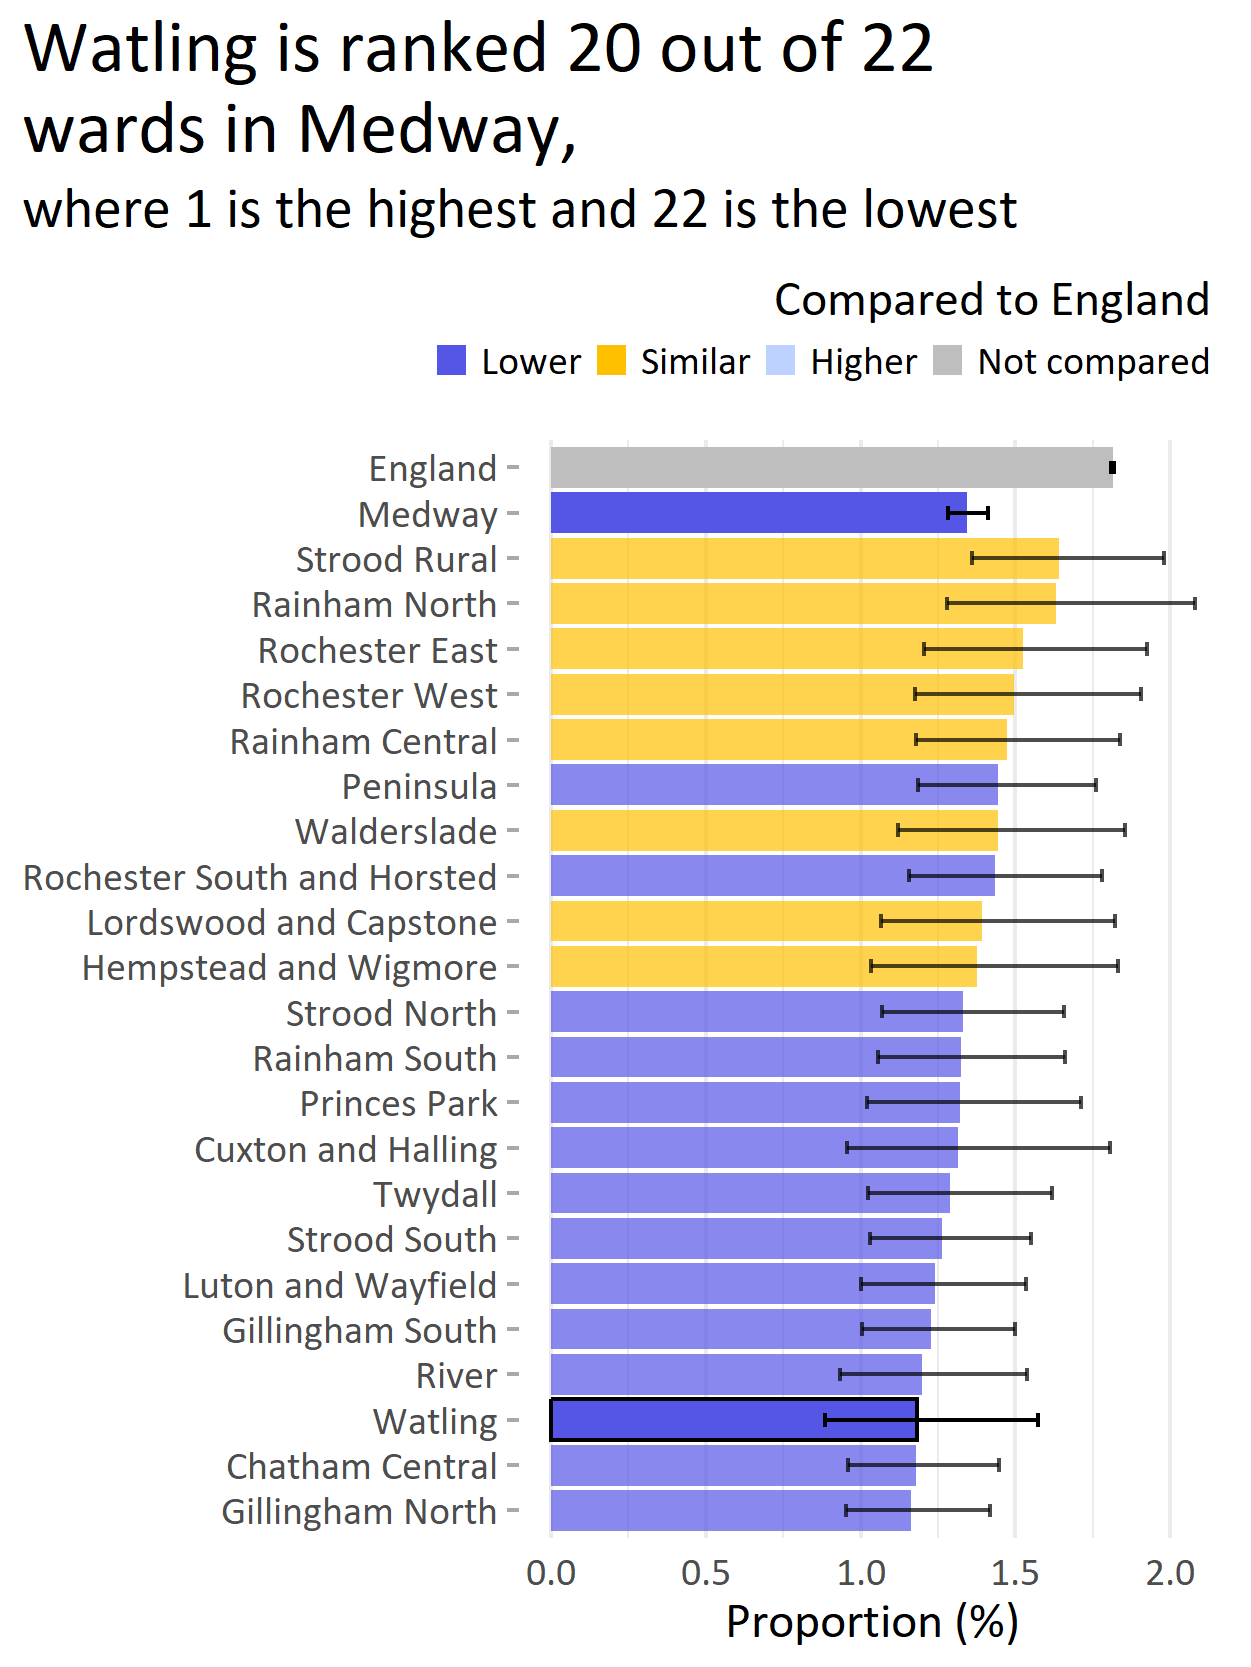 Watling is ranked 20 out of 22
wards in Medway,
where 1 is the highest and 22 is the lowest
Compared to England
Lower Similar Higher Not compared
England
Medway
Strood Rural
Rainham North
Rochester East
Rochester West
Rainham Central
Peninsula
Walderslade
Rochester South and Horsted
Lordswood and Capstone
Hempstead and Wigmore
Strood North
Rainham South
Princes Park
Cuxton and Halling
Twydall
Strood South
Luton and Wayfield
Gillingham South
River
Watling
Chatham Central
Gillingham North
0.0 0.5 1.0 1.5 2.0
Proportion (%)